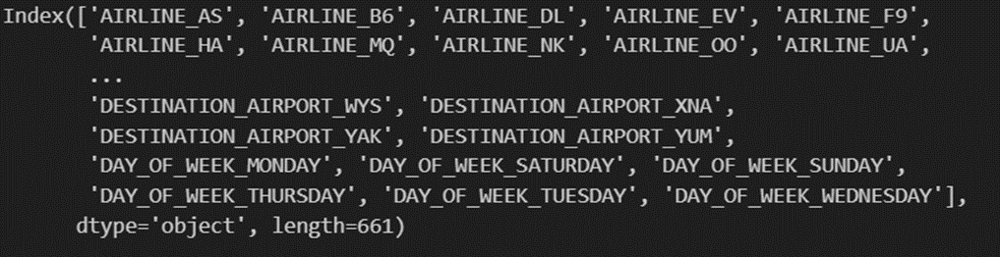 Index(['AIRLINE_AS', 'AIRLINE_B6', 'AIRLINE_DL', 'AIRLINE_EV', 'AIRLINE_F9',
'AIRLINE_HA', 'AIRLINE_MQ', 'AIRLINE_NK', 'AIRLINE_OO', 'AIRLINE_UA',
...
'DESTINATION_AIRPORT_WYS', 'DESTINATION_AIRPORT_XNA',
'DESTINATION_AIRPORT_YAK', 'DESTINATION_AIRPORT_YUM',
'DAY_OF_WEEK_MONDAY', 'DAY_OF_WEEK_SATURDAY', 'DAY_OF_WEEK_SUNDAY',
'DAY_OF_WEEK_THURSDAY', 'DAY_OF_WEEK_TUESDAY', 'DAY_OF_WEEK_WEDNESDAY'],
dtype='object', length=661)